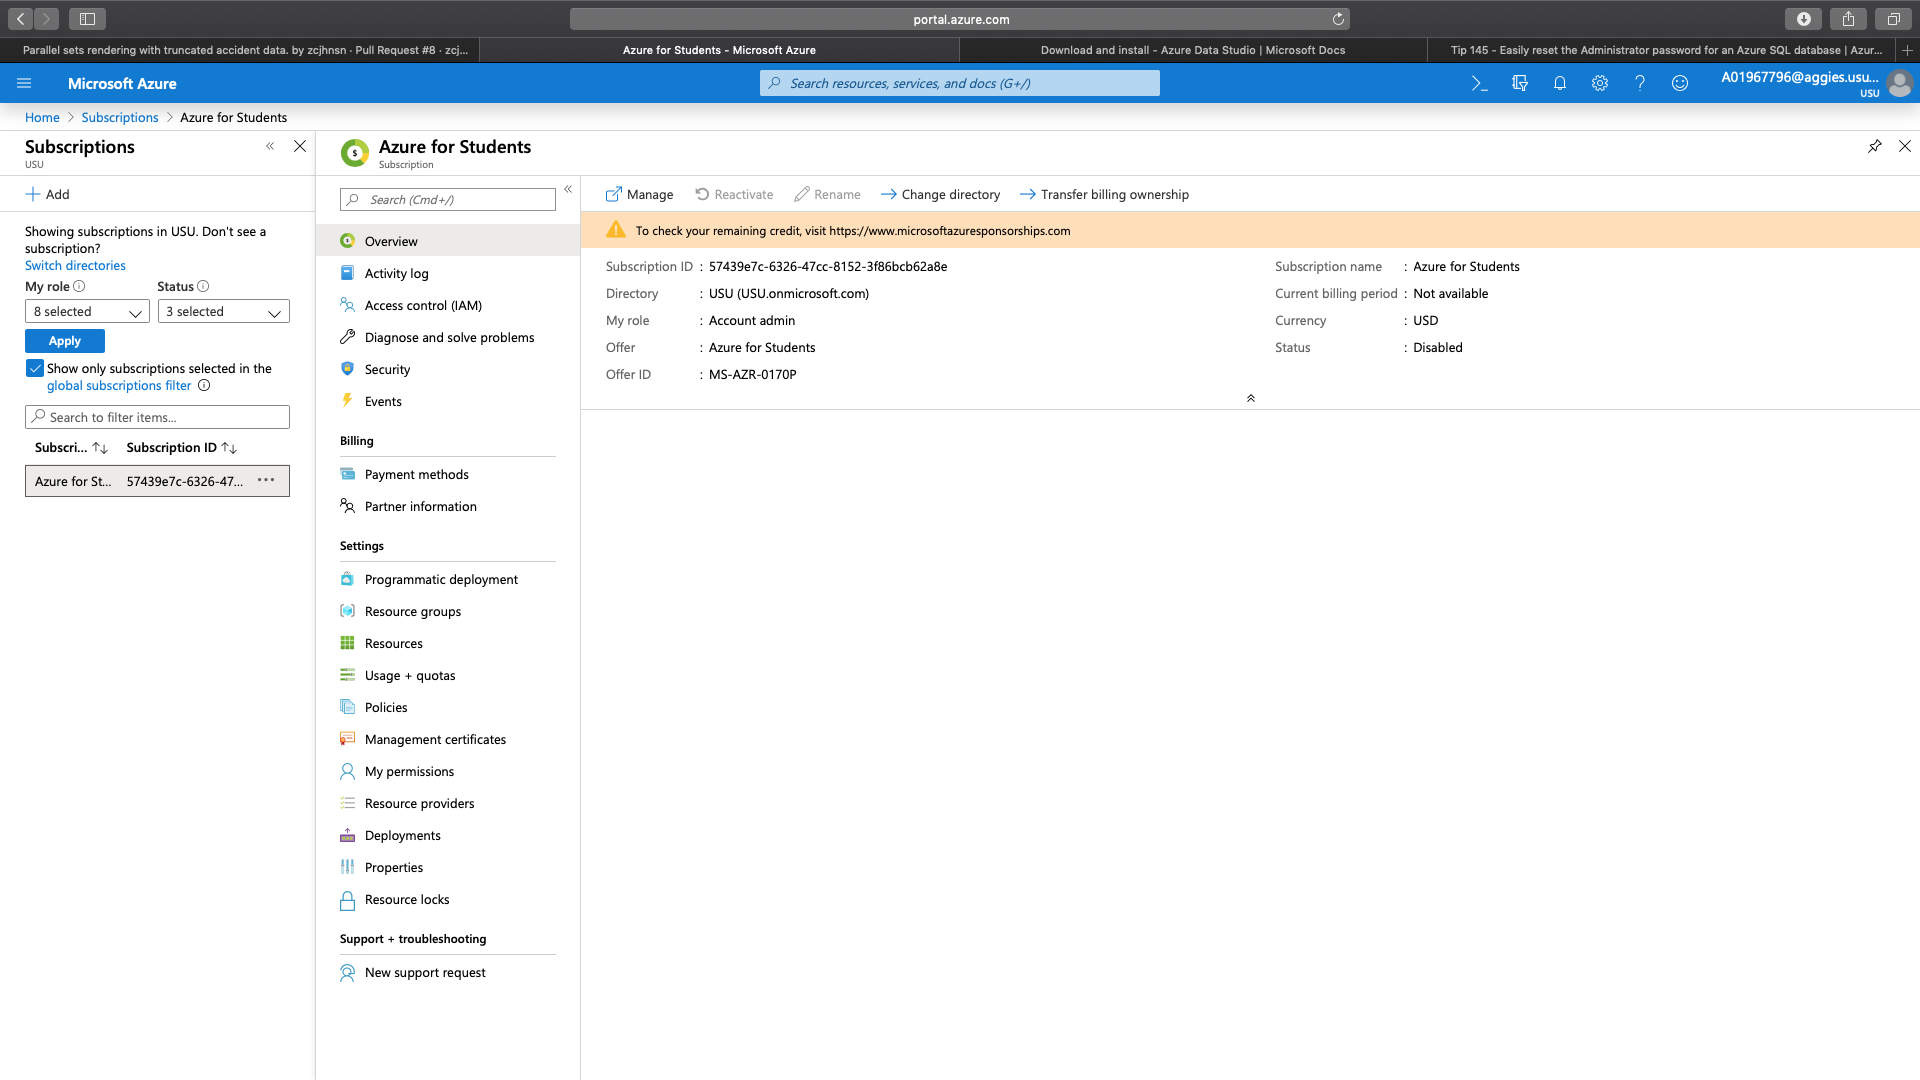 portal.azure.com
Parallel sets rendering with truncated accident data. by zcjhnsn · Pull Request #8 · zcj...
Azure for Students - Microsoft Azure
Download and install - Azure Data Studio | Microsoft Docs
Tip 145 - Easily reset the Administrator password for an Azure SQL database | Azur...
Microsoft Azure
Search resources, services, and docs (G+/)
A01967796@aggies.usu...
USU
Home > Subscriptions > Azure for Students
Subscriptions
USU
Add
Showing subscriptions in USU. Don't see a
subscription?
Switch directories
My role
Status
8 selected
3 selected
Apply
Show only subscriptions selected in the
global subscriptions filter
Search to filter items...
Subscri...
Subscription ID
Azure for St...
57439e7c-6326-47...
Azure for Students
Subscription
Search (Cmd+/)
Overview
Activity log
Access control (IAM)
Diagnose and solve problems
Security
Events
Billing
Payment methods
Partner information
Settings
Programmatic deployment
Resource groups
Resources
Usage + quotas
Policies
Management certificates
My permissions
Resource providers
Deployments
Properties
Resource locks
Support + troubleshooting
New support request
Manage
Reactivate
Rename
Change directory
Transfer billing ownership
To check your remaining credit, visit https://www.microsoftazuresponsorships.com
Subscription ID : 57439e7c-6326-47cc-8152-3f86bcb62a8e
Directory : USU (USU.onmicrosoft.com)
My role : Account admin
Offer : Azure for Students
Offer ID : MS-AZR-0170P
Subscription name : Azure for Students
Current billing period : Not available
Currency : USD
Status : Disabled